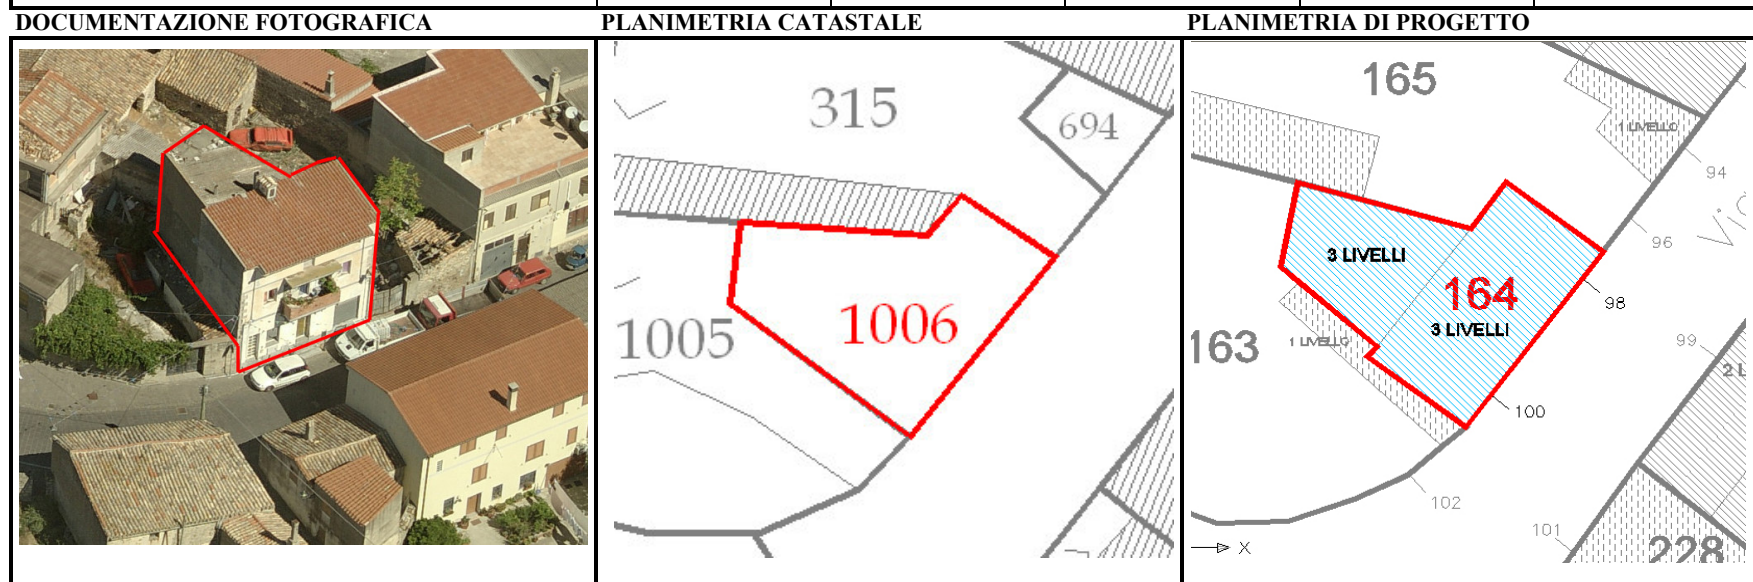 DOCUMENTAZIONE FOTOGRAFICA
PLANIMETRIA CATASTALE
PLANIMETRIA DI PROGETTO
315
694
1005
1006
165
1 LIVELLO
94
96
3 LIVELLI
164
98
3 LIVELLI
163
1 LIVELLO
99
100
102
101
228
X